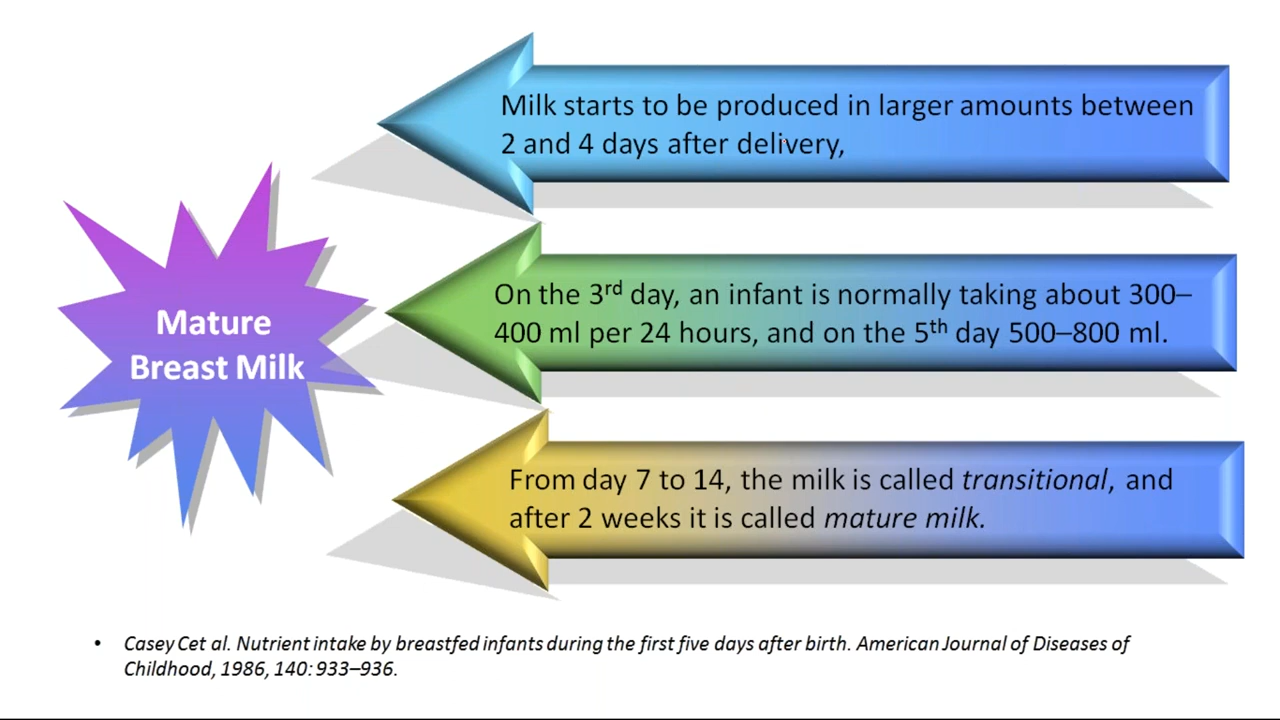 Mature
Breast Milk
Milk starts to be produced in larger amounts between
2 and 4 days after delivery,
On the 3rd day, an infant is normally taking about 300–
400 ml per 24 hours, and on the 5th day 500–800 ml.
From day 7 to 14, the milk is called transitional, and
after 2 weeks it is called mature milk.
• Casey Cet al. Nutrient intake by breastfed infants during the first five days after birth. American Journal of Diseases of
Childhood, 1986, 140: 933–936.